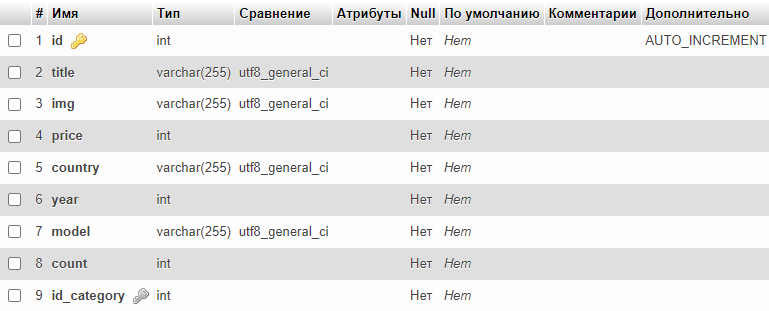 # Имя Тип Сравнение Атрибуты Null По умолчанию Комментарии Дополнительно
1 id int Нет Нет AUTO_INCREMENT
2 title varchar(255) utf8_general_ci Нет Нет
3 img varchar(255) utf8_general_ci Нет Нет
4 price int Нет Нет
5 country varchar(255) utf8_general_ci Нет Нет
6 year int Нет Нет
7 model varchar(255) utf8_general_ci Нет Нет
8 count int Нет Нет
9 id_category int Нет Нет